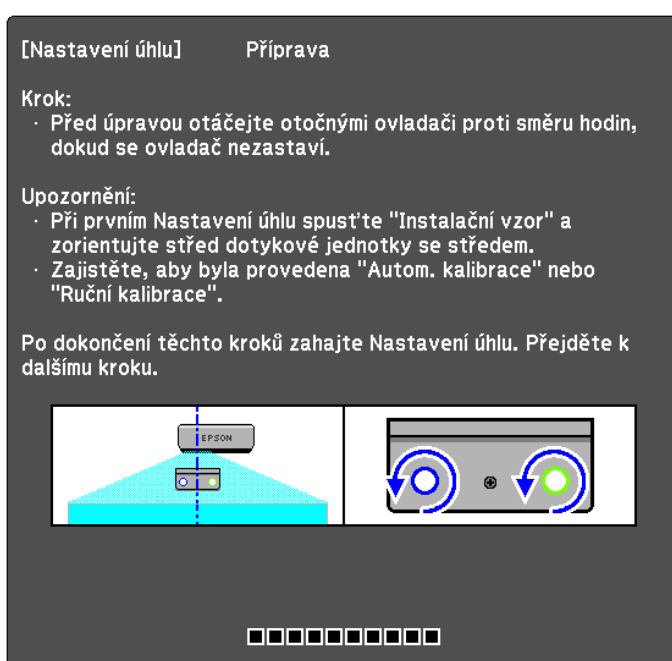 [Nastavení úhlu] Příprava
Krok:
· Před úpravou otáčejte otočnými ovladači proti směru hodin,
dokud se ovladač nezastaví.
Upozornění:
· Při prvním Nastavení úhlu spusťte "Instalační vzor" a
zorientujte střed dotykové jednotky se středem.
· Zajistěte, aby byla provedena "Autom. kalibrace" nebo
"Ruční kalibrace".
Po dokončení těchto kroků zahajte Nastavení úhlu. Přejděte k
dalšímu kroku.
EPSON